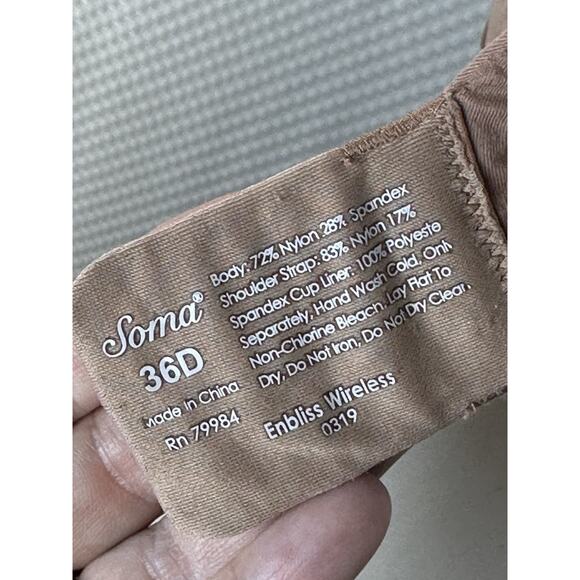 Soma®
36D
Made in China
Rn 79984
Body: 72% Nylon 28% Spandex
Shoulder Strap: 83% Nylon 17%
Spandex Cup Liner: 100% Polyeste
Separately, Hand Wash Cold, Only
Non-Chlorine Bleach, Lay Flat To
Dry, Do Not Iron, Do Not Dry Clean,
Enbliss Wireless
0319